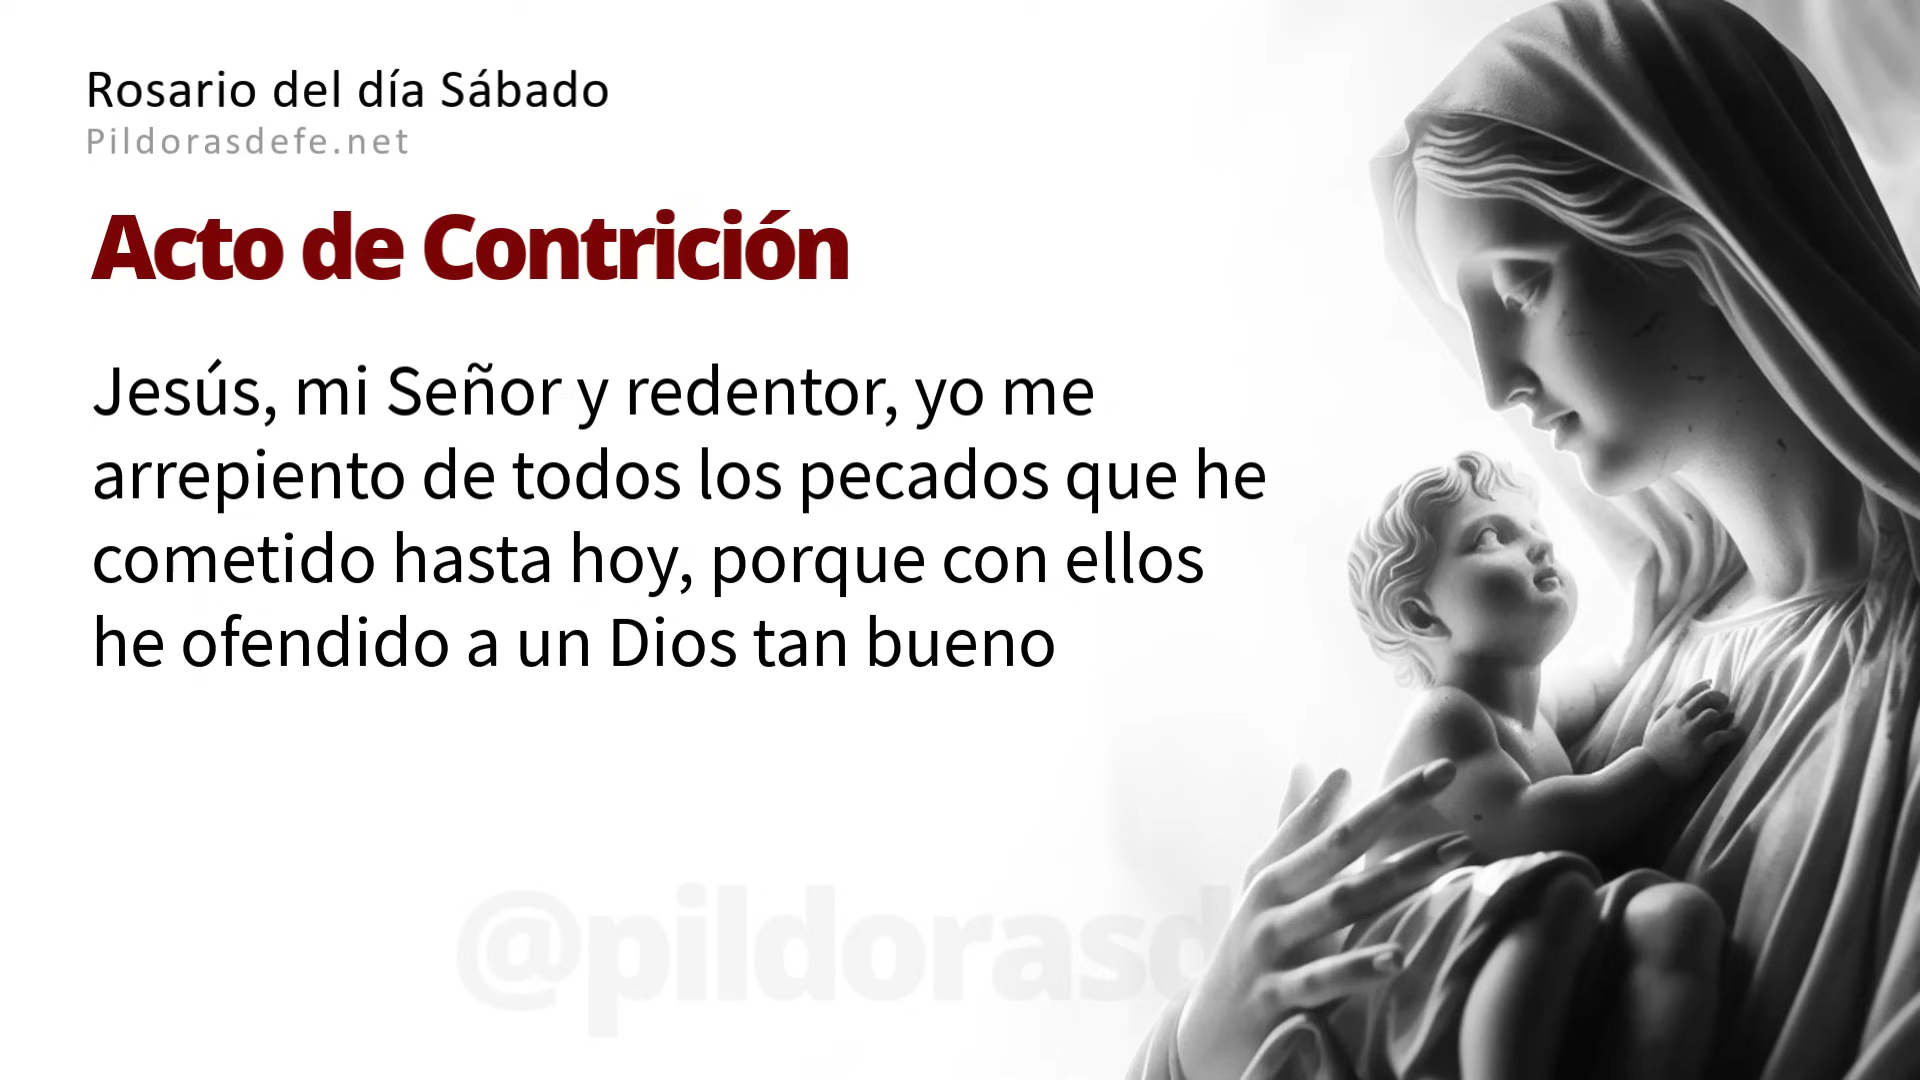 Rosario del día Sábado
Pildorasdefe.net
Acto de Contrición
Jesús, mi Señor y redentor, yo me
arrepiento de todos los pecados que he
cometido hasta hoy, porque con ellos
he ofendido a un Dios tan bueno
@pildorasd